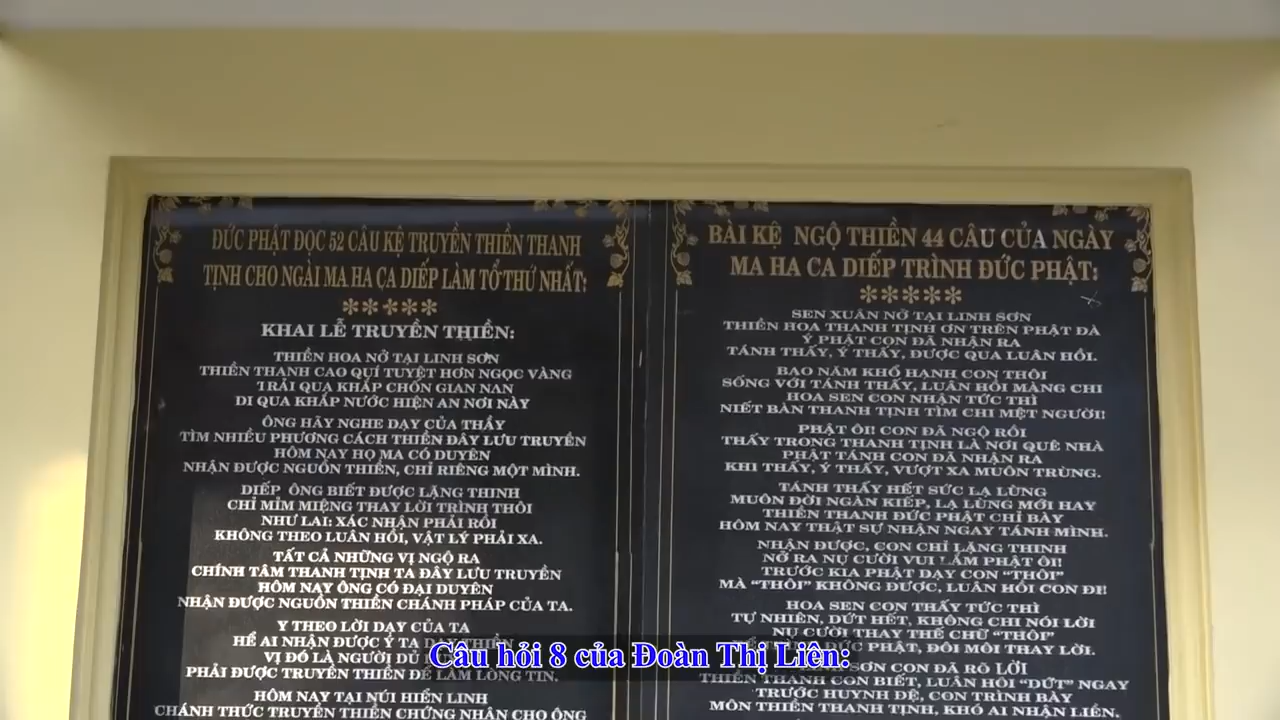 ĐỨC PHẬT ĐỌC 52 CÂU KỆ TRUYỀN THIỀN THANH
TỊNH CHO NGÀI MA HA CA DIẾP LÀM TỔ THỨ NHẤT:
*****
KHAI LỄ TRUYỀN THIỀN:
THIỀN HOA NỞ TẠI LINH SƠN
THIỀN THANH CAO QUÍ TUYỆT HƠN NGỌC VÀNG
TRẢI QUA KHẮP CHỐN GIAN NAN
DI QUA KHẮP NƯỚC HIỆN AN NƠI NÀY
ÔNG HÃY NGHE DẠY CỦA THẦY
TÌM NHIỀU PHƯƠNG CÁCH THIỀN ĐÂY LƯU TRUYỀN
HÔM NAY HỌ MA CÓ DUYÊN
NHẬN ĐƯỢC NGUỒN THIỀN, CHỈ RIÊNG MỘT MÌNH.
DIẾP ÔNG BIẾT ĐƯỢC LẶNG THINH
CHỈ MỈM MIỆNG THAY LỜI TRÌNH THÔI
NHƯ LAI: XÁC NHẬN PHẢI RỒI
KHÔNG THEO LUÂN HỒI, VẬT LÝ PHẢI XA.
TẤT CẢ NHỮNG VỊ NGỘ RA
CHÍNH TÂM THANH TỊNH TA ĐÂY LƯU TRUYỀN
HÔM NAY ÔNG CÓ ĐẠI DUYÊN
NHẬN ĐƯỢC NGUỒN THIỀN CHÁNH PHÁP CỦA TA.
Y THEO LỜI DẠY CỦA TA
HỄ AI NHẬN ĐƯỢC Ý TA DẠY THIỀN
VỊ ĐÓ LÀ NGƯỜI DỦ
PHẢI ĐƯỢC TRUYỀN THIỀN ĐỂ LÀM LÒNG TIN.
HÔM NAY TẠI NÚI HIỂN LINH
CHÁNH THỨC TRUYỀN THIỀN CHỨNG NHẬN CHO ÔNG
BÀI KỆ NGỘ THIỀN 44 CÂU CỦA NGÀY
MA HA CA DIẾP TRÌNH ĐỨC PHẬT:
*****
SEN XUÂN NỞ TẠI LINH SƠN
THIỀN HOA THANH TỊNH ƠN TRÊN PHẬT ĐÀ
Ý PHẬT CON ĐÃ NHẬN RA
TÁNH THẤY, Ý THẤY, ĐƯỢC QUA LUÂN HỒI.
BAO NĂM KHỔ HẠNH CON THÔI
SỐNG VỚI TÁNH THẤY, LUÂN HỒI MÀNG CHI
HOA SEN CON NHẬN TỨC THÌ
NIẾT BÀN THANH TỊNH TÌM CHI MỆT NGƯỜI!
PHẬT ÔI! CON ĐÃ NGỘ RỒI
THẤY TRONG THANH TỊNH LÀ NƠI QUÊ NHÀ
PHẬT TÁNH CON ĐÃ NHẬN RA
KHI THẤY, Ý THẤY, VƯỢT XA MUÔN TRÙNG.
TÁNH THẤY HẾT SỨC LẠ LÙNG
MUÔN ĐỜI NGÀN KIẾP, LẠ LÙNG MỚI HAY
THIỀN THANH ĐỨC PHẬT CHỈ BÀY
HÔM NAY THẬT SỰ NHẬN NGAY TÁNH MÌNH.
NHẬN ĐƯỢC, CON CHỈ LẶNG THINH
NỞ RA NỤ CƯỜI VUI LẮM PHẬT ÔI!
TRƯỚC KIA PHẬT DẠY CON “THÔI”
MÀ “THÔI” KHÔNG ĐƯỢC, LUÂN HỒI CON ĐI!
HOA SEN CON THẤY TỨC THÌ
TỰ NHIÊN, DỨT HẾT, KHÔNG CHI NÓI LỜI
NỤ CƯỜI THAY THẾ CHỮ “THÔI”
PHẬT, ĐÔI MÔI THAY LỜI.
SƠN CON ĐÃ RÕ LỜI
THIỀN THANH CON BIẾT, LUÂN HỒI “DỨT” NGAY
TRƯỚC HUYNH ĐỆ, CON TRÌNH BÀY
MÔN THIỀN THANH TỊNH, KHÓ AI NHẬN LIỀN,
Câu hỏi 8 của Đoàn Thị Liên: